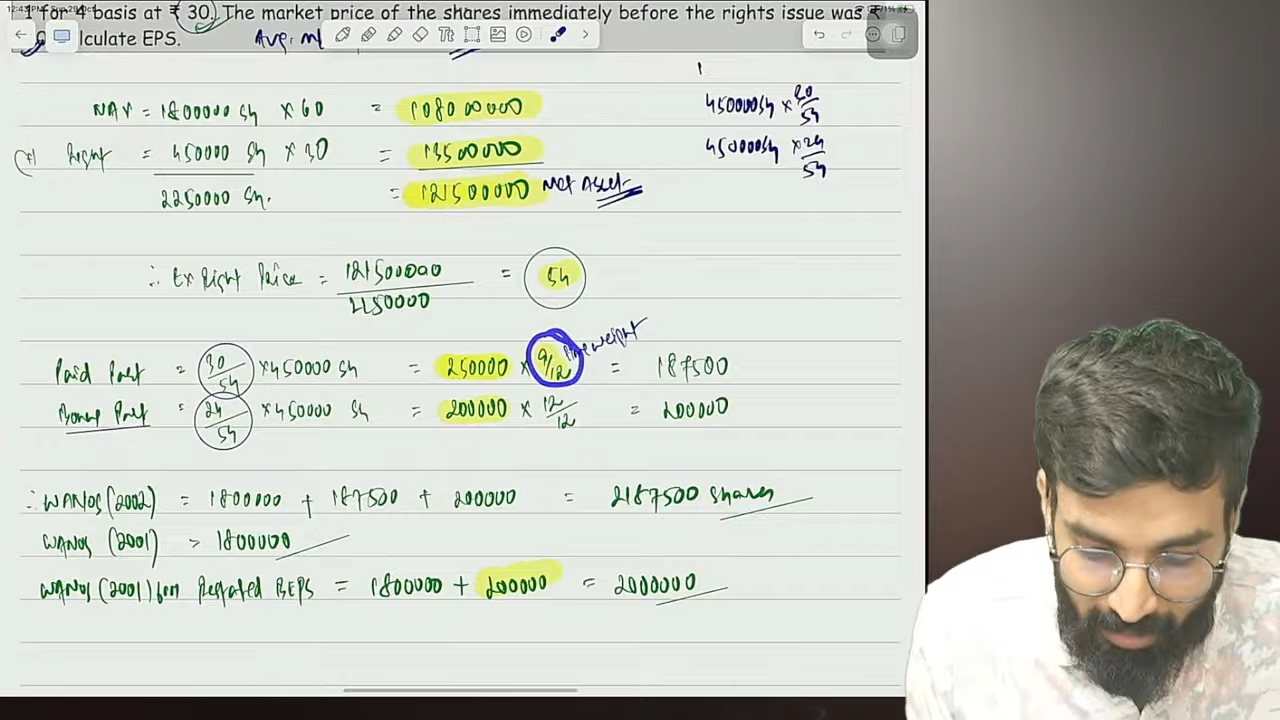 1 for 4 basis at ₹ 30. The market price of the shares immediately before the rights issue was ₹
Calculate EPS.
NAV = 1800000 Sh × 60 = 108000000
(+) Right = 450000 Sh × 30 = 13500000
2250000 Sh. = 121500000 Net Asset
450000Sh × 30/54
450000Sh × 24/54
∴ Ex Right Price = 121500000 / 2250000 = 54
Paid Part = 30/54 × 450000 Sh = 250000 × 9/12 Time weight = 187500
Bonus Part = 24/54 × 450000 Sh = 200000 × 12/12 = 200000
∴ WANOS (2002) = 1800000 + 187500 + 200000 = 2187500 Shares
WANOS (2001) = 1800000
WANOS (2001) for Restated BEPS = 1800000 + 200000 = 2000000